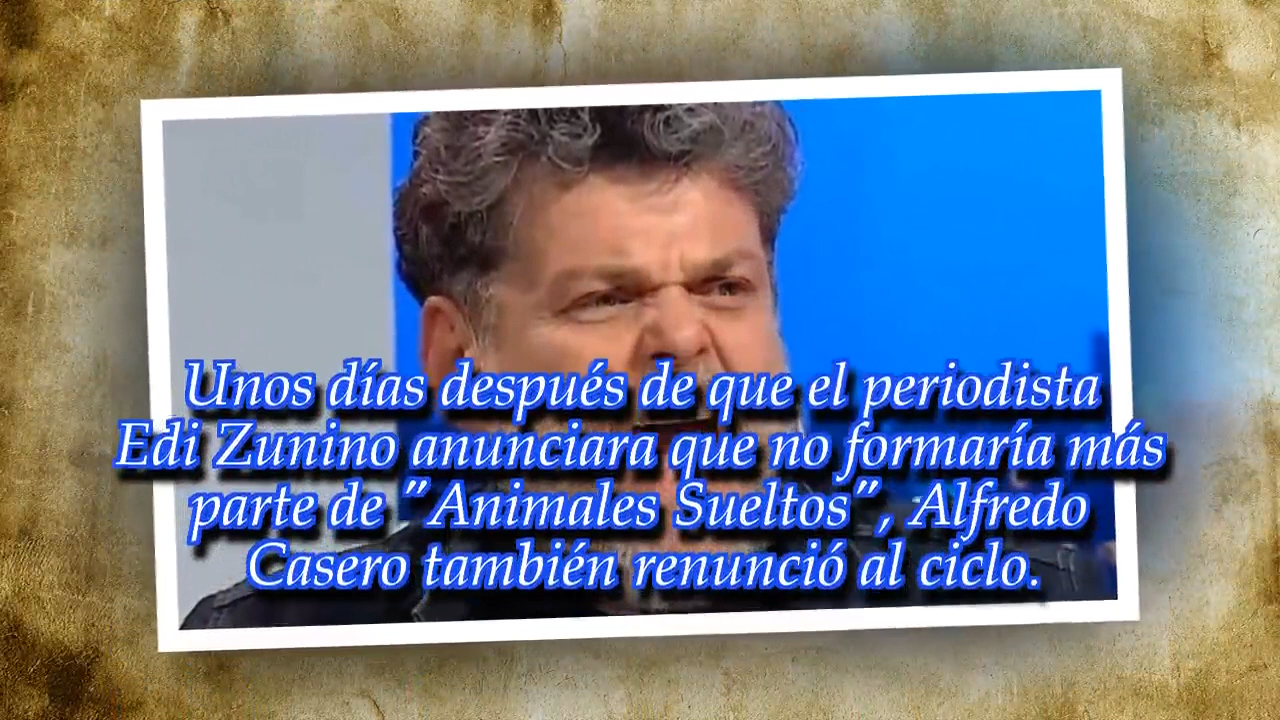 Unos días después de que el periodista
Edi Zunino anunciara que no formaría más
parte de "Animales Sueltos", Alfredo
Casero también renunció al ciclo.